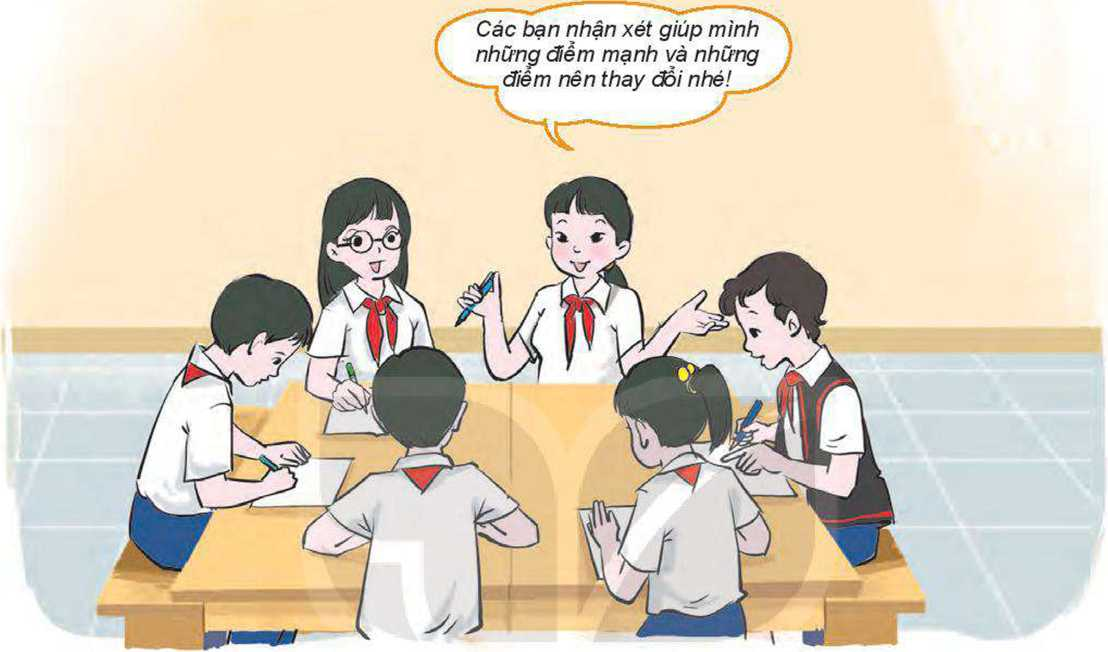 Các bạn nhận xét giúp mình
những điểm mạnh và những
điểm nên thay đổi nhé!